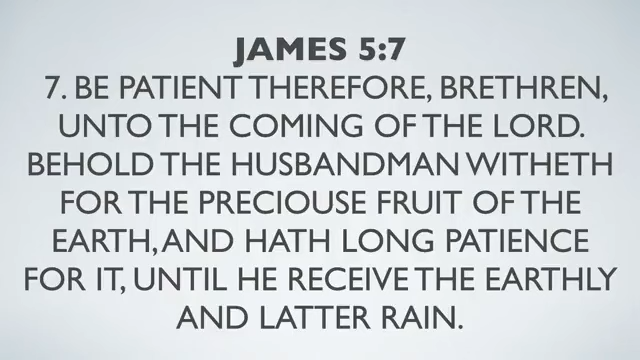 JAMES 5:7
7. BE PATIENT THEREFORE, BRETHREN,
UNTO THE COMING OF THE LORD.
BEHOLD THE HUSBANDMAN WITHETH
FOR THE PRECIOUSE FRUIT OF THE
EARTH, AND HATH LONG PATIENCE
FOR IT, UNTIL HE RECEIVE THE EARTHLY
AND LATTER RAIN.